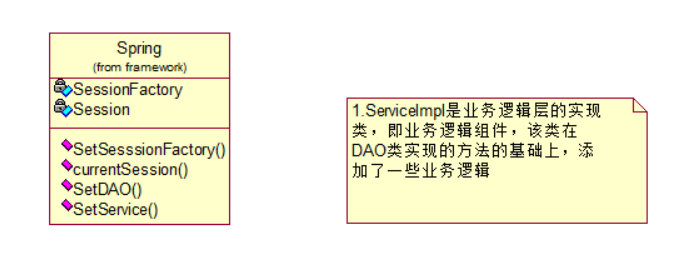 Spring
(from framework)
SessionFactory
Session
SetSesssionFactory()
currentSession()
SetDAO()
SetService()
1.ServiceImpl是业务逻辑层的实现
类，即业务逻辑组件，该类在
DAO类实现的方法的基础上，添
加了一些业务逻辑